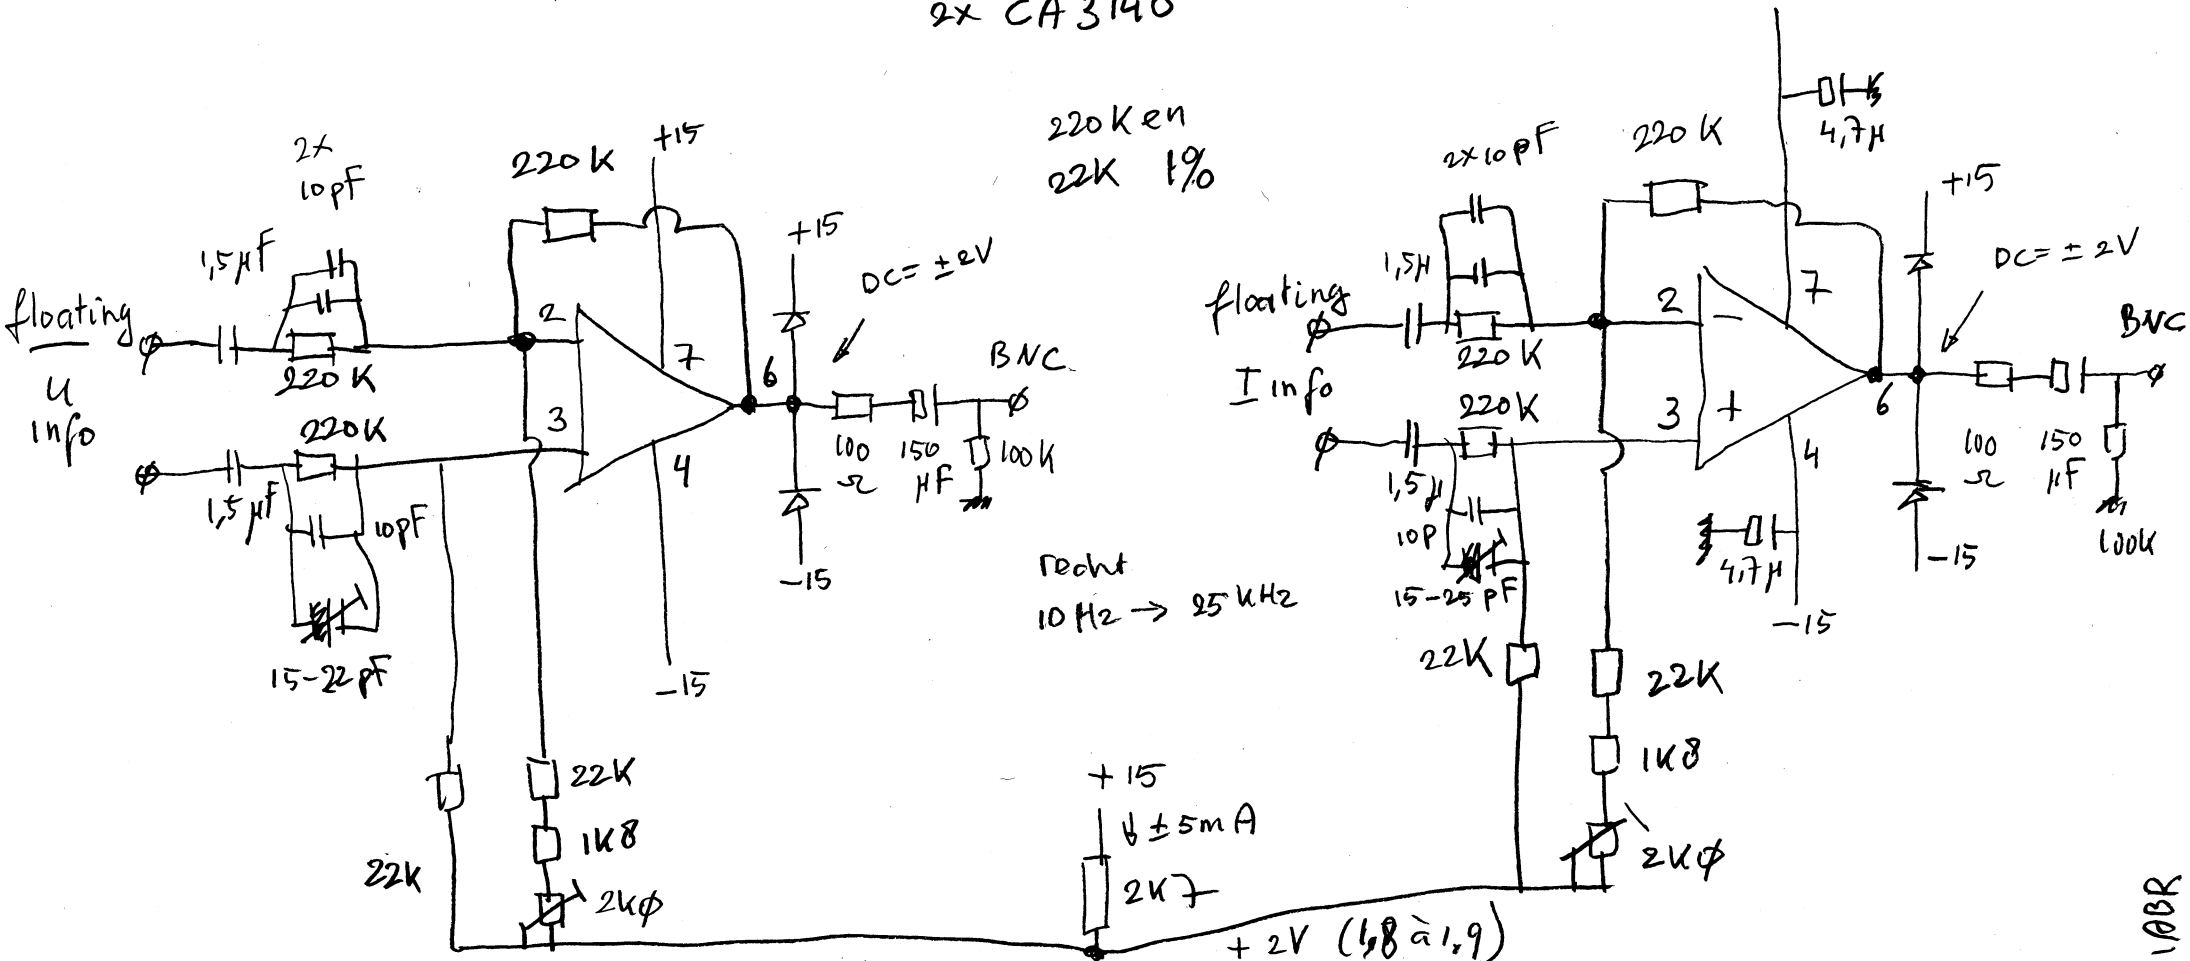 2x CA3140
220K en
22K 1%
2x
10pF
1,5µF
220K
+15
+15
DC= ±2V
floating
U
info
220K
220K
1,5µF
10pF
15-22pF
2
3
7
6
4
-15
-15
100
Ω
150
µF
100K
BNC
22K
22K
1K8
2Kø
recht
10Hz → 25KHz
+15
↓ ±5mA
2K7
+ 2V (1,8 à 1,9)
2x10pF
220K
4,7µ
+15
DC= ±2V
BNC
floating
I info
1,5µ
220K
220K
1,5µ
10p
15-25pF
2
-
3
+
7
6
4
4,7µ
-15
-15
100
Ω
150
µF
100K
22K
22K
1K8
2Kø